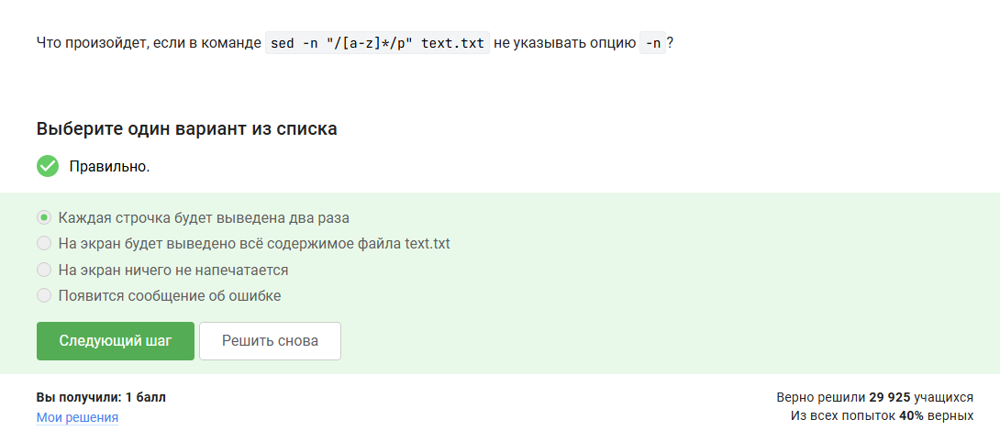 Что произойдет, если в команде sed -n "/[a-z]*/p" text.txt не указывать опцию -n?
Выберите один вариант из списка
Правильно.
Каждая строчка будет выведена два раза
На экран будет выведено всё содержимое файла text.txt
На экран ничего не напечатается
Появится сообщение об ошибке
Следующий шаг
Решить снова
Вы получили: 1 балл
Мои решения
Верно решили 29 925 учащихся
Из всех попыток 40% верных